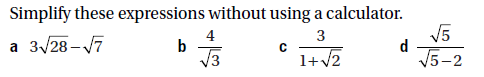 Simplify these expressions without using a calculator.
a 3√28 – √7 b 4/√3 c 3/(1+√2) d √5/(√5–2)